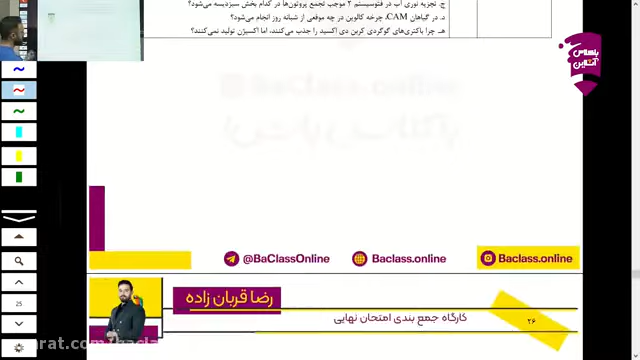 ج. تجزیه نوری آب در فتوسیستم ۲ موجب تجمع پروتون‌ها در کدام بخش سبزدیسه می‌شود؟
د. در گیاهان CAM، چرخه کالوین در چه موقعی از شبانه روز انجام می‌شود؟
هـ. چرا باکتری‌های گوگردی کربن دی اکسید را جذب می‌کنند، اما اکسیژن تولید نمی‌کنند؟
باکلاس آنلاین
BaClass.online
@BaClassOnline
Baclass.online
Baclass.online
رضا قربان زاده
کارگاه جمع بندی امتحان نهایی
۲۶
25